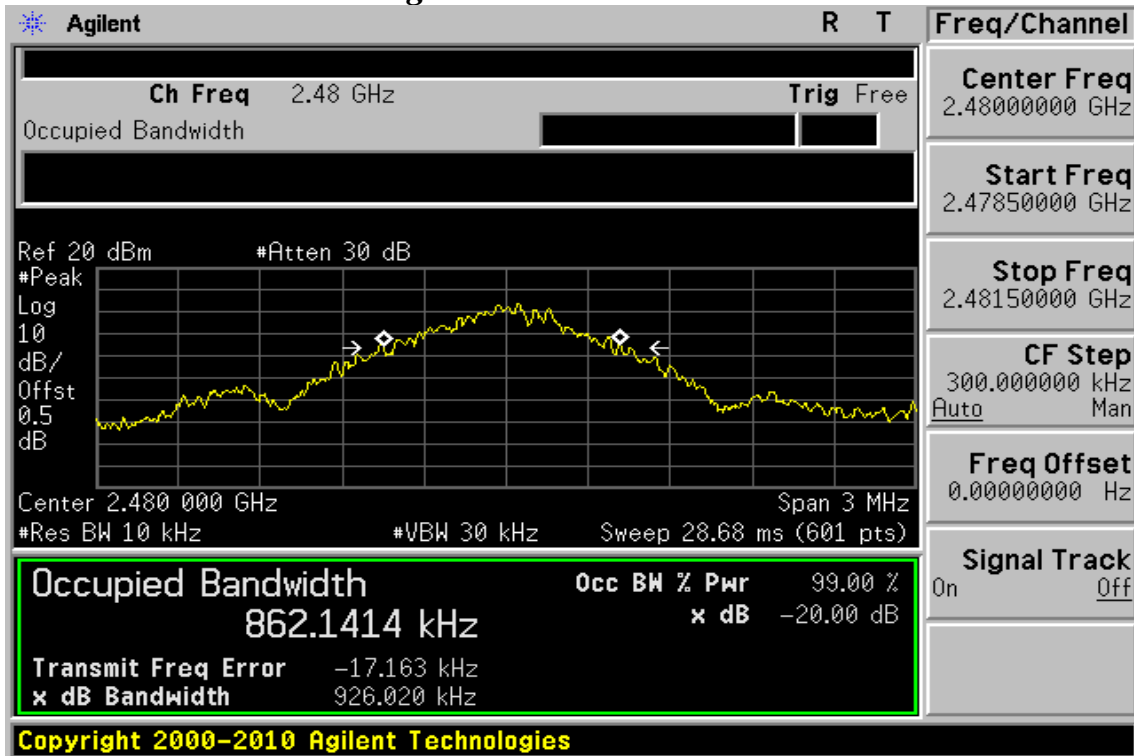 Agilent R T
Freq/Channel
Ch Freq 2.48 GHz Trig Free
Occupied Bandwidth
Center Freq
2.48000000 GHz
Start Freq
2.47850000 GHz
Stop Freq
2.48150000 GHz
CF Step
300.000000 kHz
Auto Man
Freq Offset
0.00000000 Hz
Signal Track
On Off
Ref 20 dBm #Atten 30 dB
#Peak
Log
10
dB/
Offst
0.5
dB
Center 2.480 000 GHz Span 3 MHz
#Res BW 10 kHz #VBW 30 kHz Sweep 28.68 ms (601 pts)
Occupied Bandwidth Occ BW % Pwr 99.00 %
862.1414 kHz x dB -20.00 dB
Transmit Freq Error -17.163 kHz
x dB Bandwidth 926.020 kHz
Copyright 2000-2010 Agilent Technologies